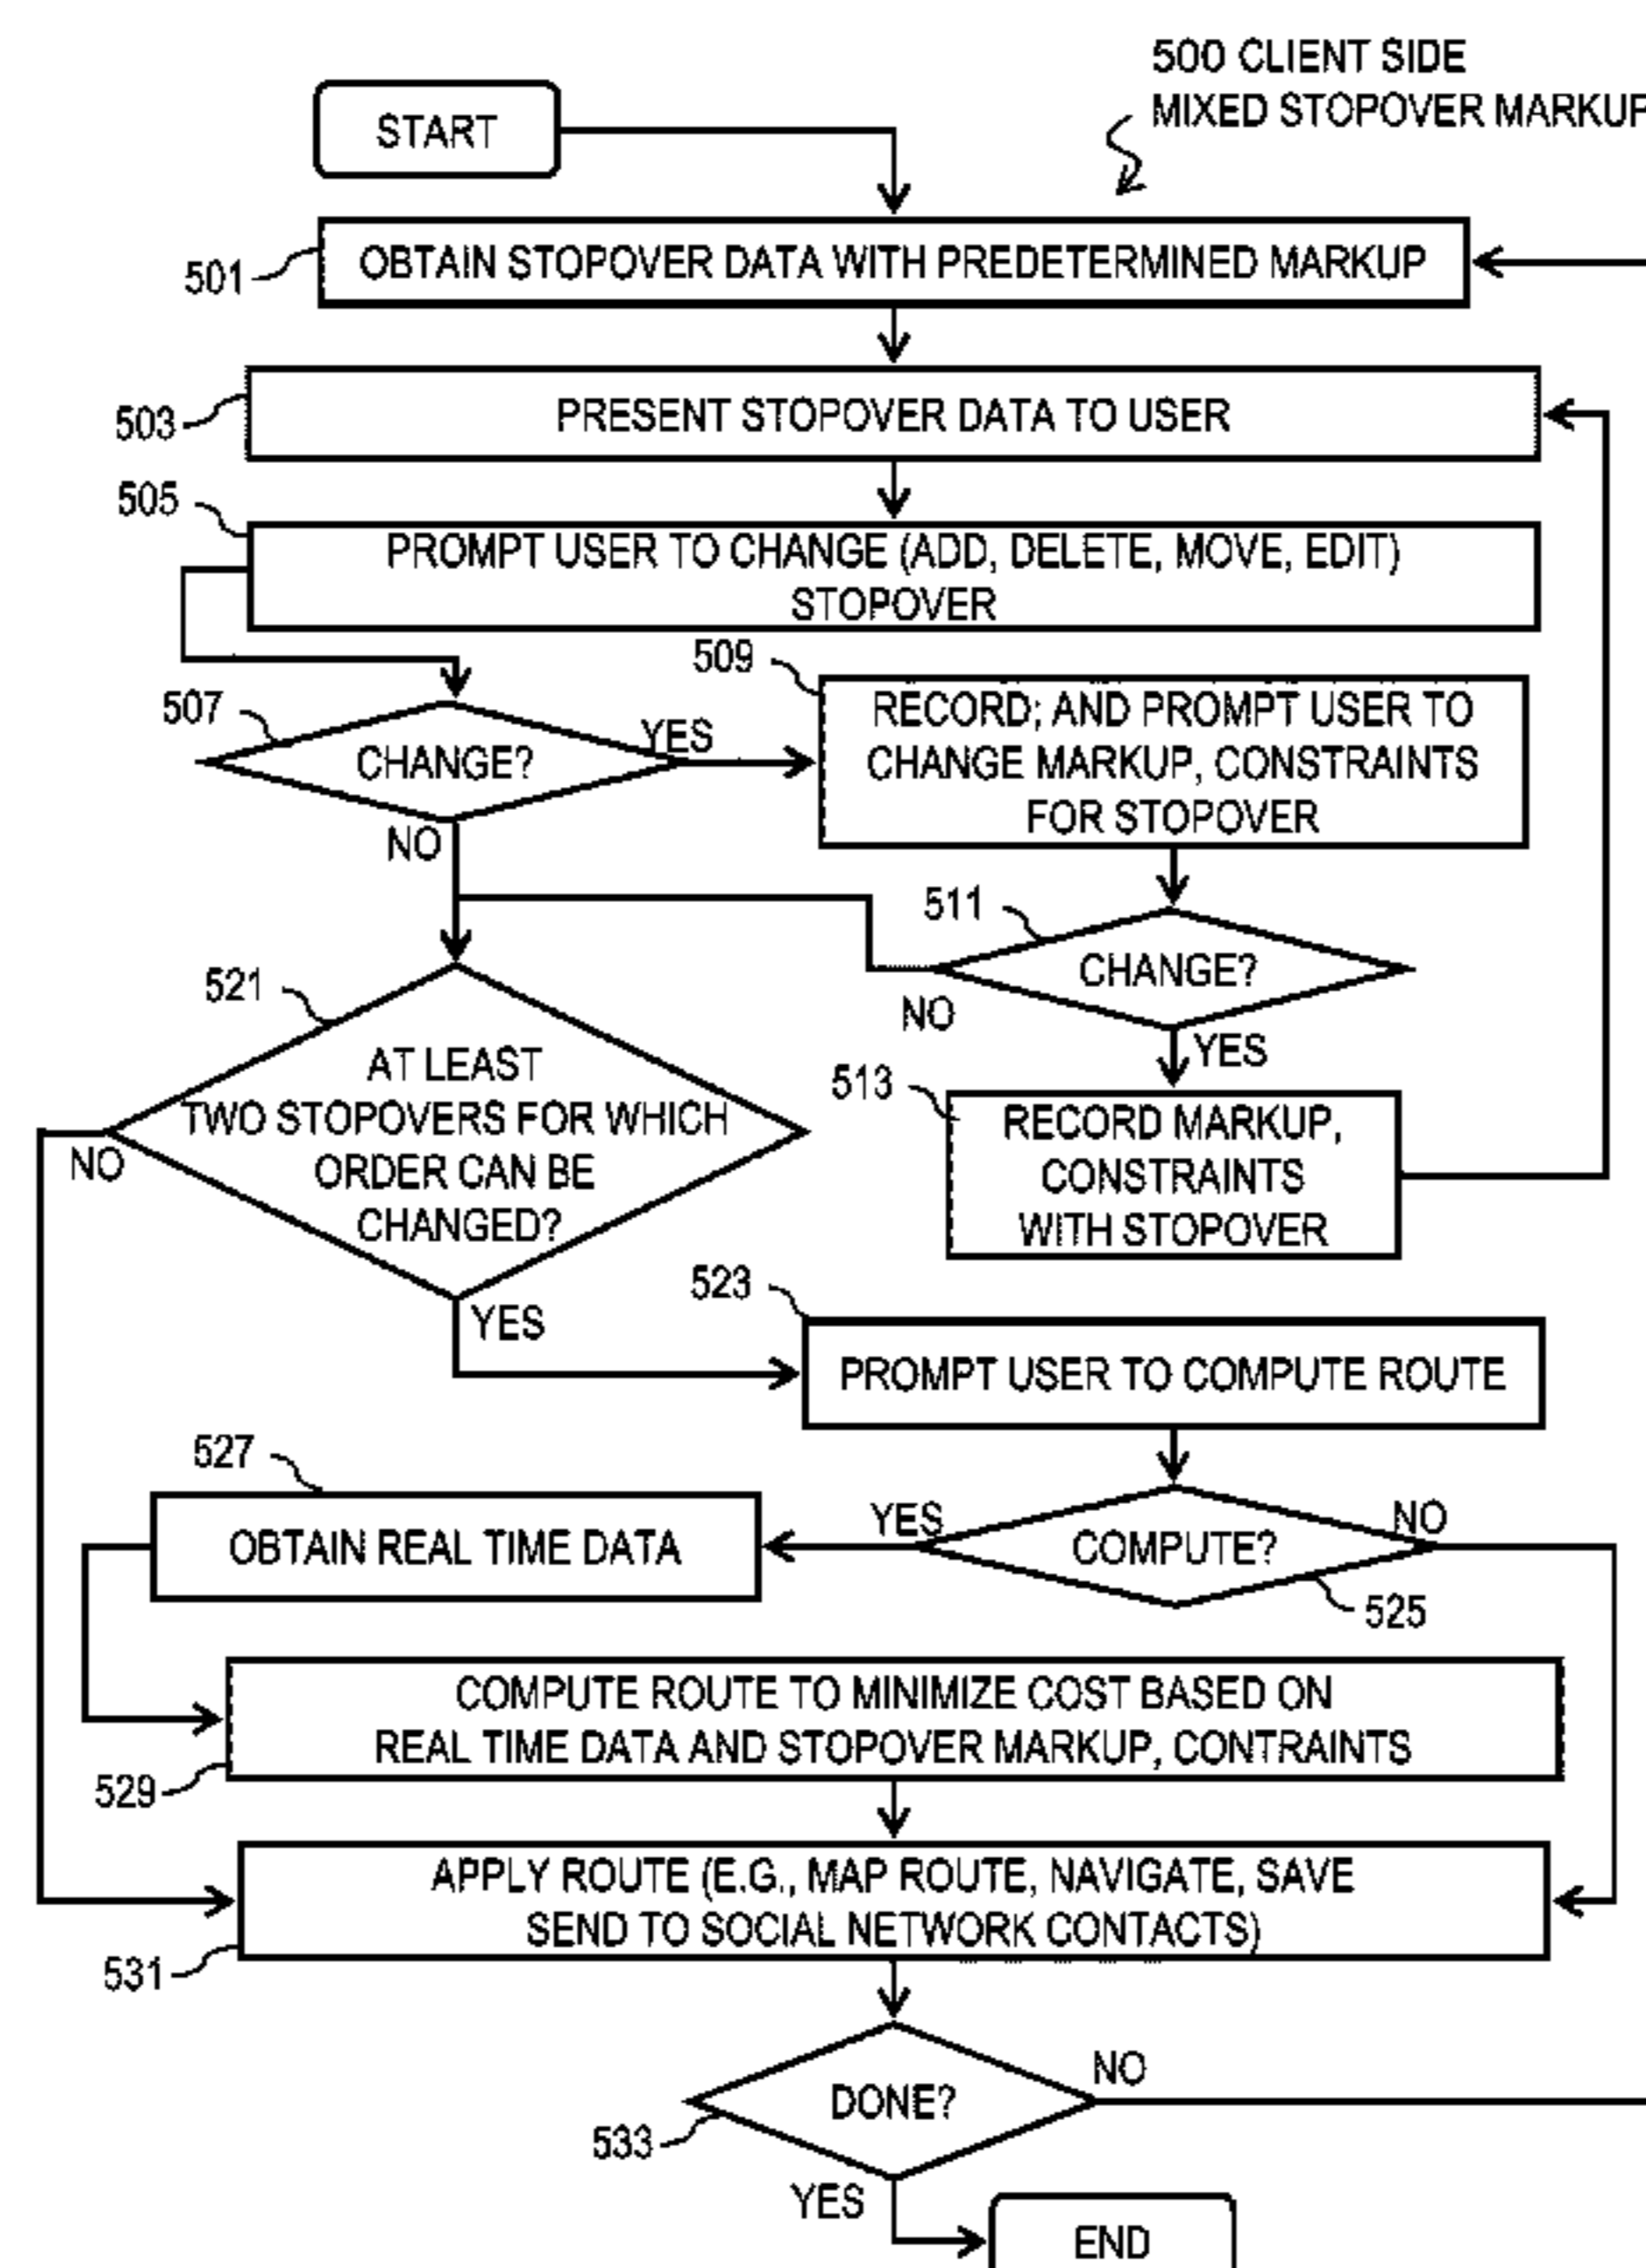 500 CLIENT SIDE
MIXED STOPOVER MARKUP
START
501
OBTAIN STOPOVER DATA WITH PREDETERMINED MARKUP
503
PRESENT STOPOVER DATA TO USER
505
PROMPT USER TO CHANGE (ADD, DELETE, MOVE, EDIT)
STOPOVER
507
CHANGE?
YES
NO
509
RECORD; AND PROMPT USER TO
CHANGE MARKUP, CONSTRAINTS
FOR STOPOVER
511
CHANGE?
NO
YES
513
RECORD MARKUP,
CONSTRAINTS
WITH STOPOVER
521
AT LEAST
TWO STOPOVERS FOR WHICH
ORDER CAN BE
CHANGED?
NO
YES
523
PROMPT USER TO COMPUTE ROUTE
525
COMPUTE?
YES
NO
527
OBTAIN REAL TIME DATA
529
COMPUTE ROUTE TO MINIMIZE COST BASED ON
REAL TIME DATA AND STOPOVER MARKUP, CONTRAINTS
531
APPLY ROUTE (E.G., MAP ROUTE, NAVIGATE, SAVE
SEND TO SOCIAL NETWORK CONTACTS)
533
DONE?
NO
YES
END